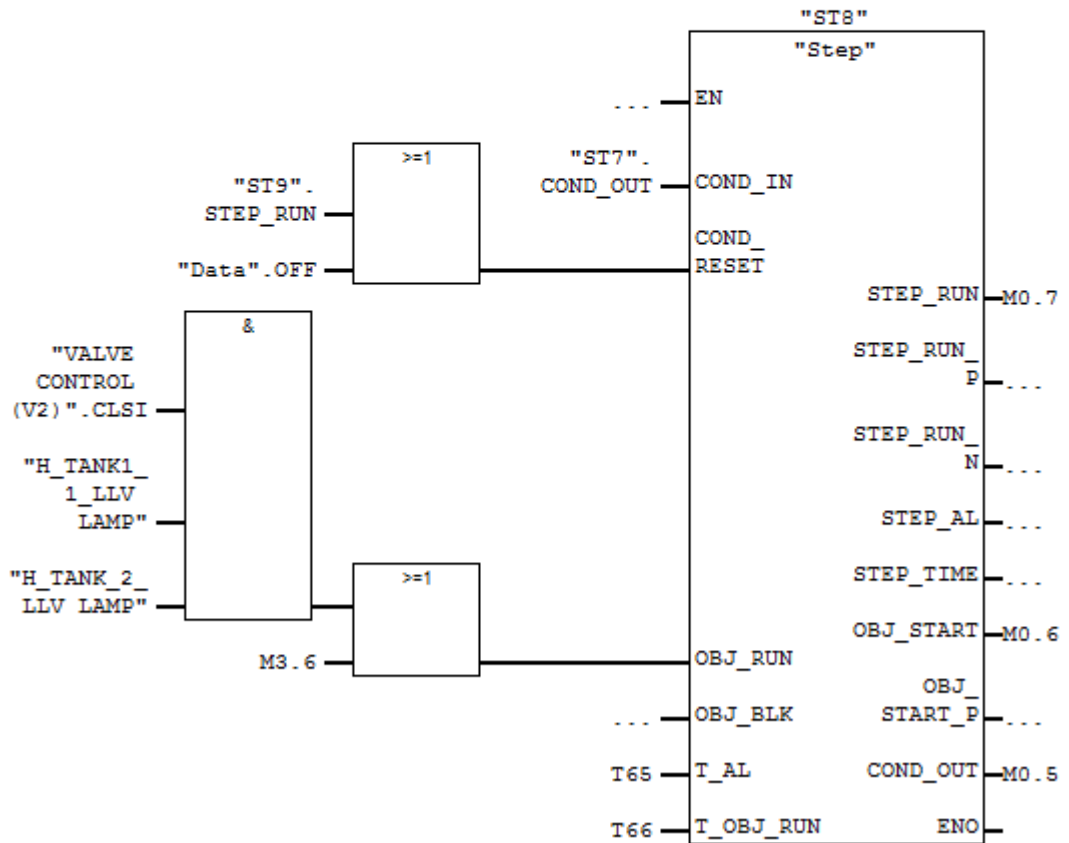 "ST8"
"Step"
... EN
>=1
"ST7".
COND_OUT COND_IN
"ST9".
STEP_RUN
COND_
RESET
"Data".OFF
STEP_RUN M0.7
&
"VALVE
CONTROL
(V2)".CLSI
STEP_RUN_
P ...
STEP_RUN_
N ...
"H_TANK1_
1_LLV
LAMP"
STEP_AL ...
"H_TANK_2_
LLV LAMP"
>=1
STEP_TIME ...
OBJ_START M0.6
M3.6
OBJ_RUN
OBJ_
START_P ...
... OBJ_BLK
T65 T_AL
COND_OUT M0.5
T66 T_OBJ_RUN
ENO